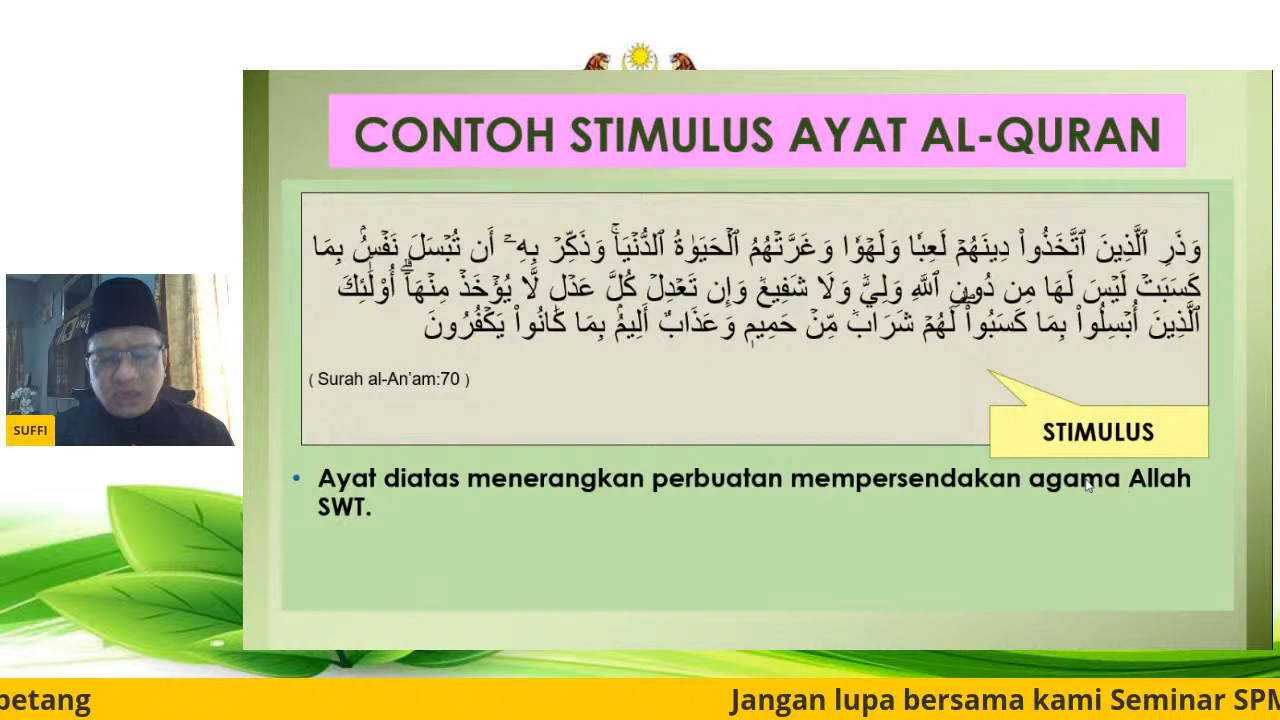 CONTOH STIMULUS AYAT AL-QURAN
وَذَرِ ٱلَّذِينَ ٱتَّخَذُواْ دِينَهُمۡ لَعِبٗا وَلَهۡوٗا وَغَرَّتۡهُمُ ٱلۡحَيَوٰةُ ٱلدُّنۡيَاۚ وَذَكِّرۡ بِهِۦٓ أَن تُبۡسَلَ نَفۡسُۢ بِمَا
كَسَبَتۡ لَيۡسَ لَهَا مِن دُونِ ٱللَّهِ وَلِيّٞ وَلَا شَفِيعٞ وَإِن تَعۡدِلۡ كُلَّ عَدۡلٖ لَّا يُؤۡخَذۡ مِنۡهَآۗ أُوْلَٰٓئِكَ
ٱلَّذِينَ أُبۡسِلُواْ بِمَا كَسَبُواْۖ لَهُمۡ شَرَابٞ مِّنۡ حَمِيمٖ وَعَذَابٌ أَلِيمُۢ بِمَا كَانُواْ يَكۡفُرُونَ
( Surah al-An'am:70 )
STIMULUS
• Ayat diatas menerangkan perbuatan mempersendakan agama Allah
SWT.
SUFFI
petang
Jangan lupa bersama kami Seminar SPM